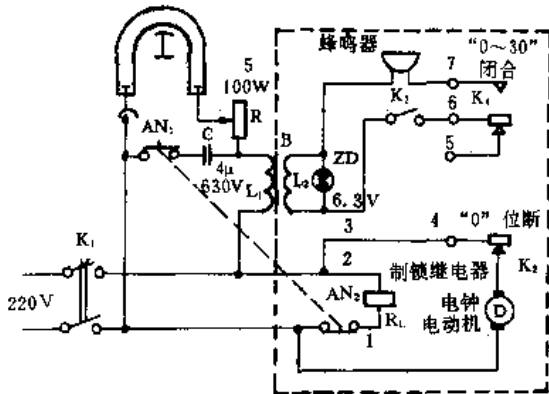 蜂鸣器
“0～30”
闭合
7
5
100W
R
K₃
6
K₄
AN₁
C
B
ZD
5
4μ
630V
L₁
L₂
6.3V
3
4
“0”位断
K₁
2
制锁继电器
K₂
AN₂
电钟
电动机
D
220V
R_L
1